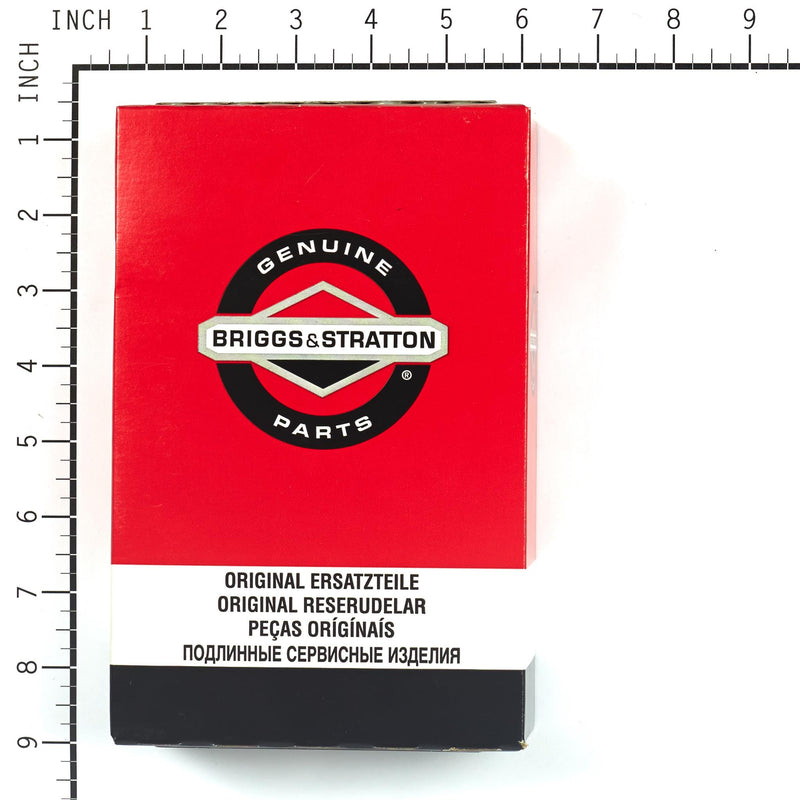 INCH 1 2 3 4 5 6 7 8 9
INCH
1
2
3
4
5
6
7
8
9
GENUINE
BRIGGS&STRATTON
®
PARTS
ORIGINAL ERSATZTEILE
ORIGINAL RESERUDELAR
PEÇAS ORÍGÍNAÍS
ПОДЛИННЫЕ СЕРВИСНЫЕ ИЗДЕЛИЯ